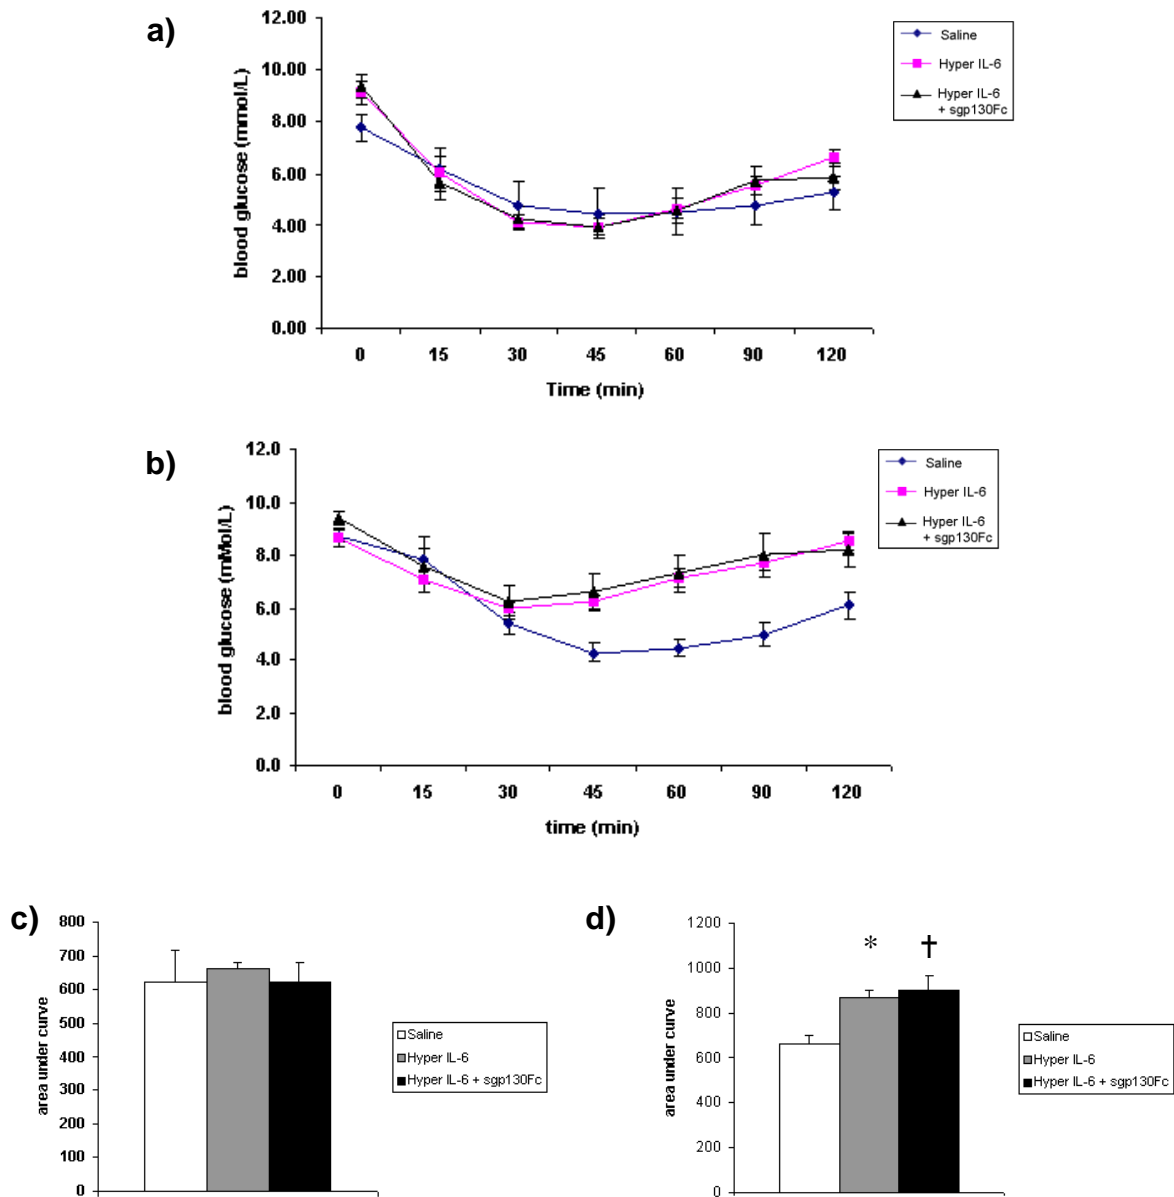 a)
12.00
10.00
8.00
6.00
4.00
2.00
0.00
blood glucose (mmol/L)
0 15 30 45 60 90 120
Time (min)
Saline
Hyper IL-6
Hyper IL-6
+ sgp130Fc
b)
12.0
10.0
8.0
6.0
4.0
2.0
0.0
blood glucose (mMol/L)
0 15 30 45 60 90 120
time (min)
Saline
Hyper IL-6
Hyper IL-6
+ sgp130Fc
c)
800
700
600
500
400
300
200
100
0
area under curve
Saline
Hyper IL-6
Hyper IL-6 + sgp130Fc
d)
1200
1000
800
600
400
200
0
area under curve
* †
Saline
Hyper IL-6
Hyper IL-6 + sgp130Fc